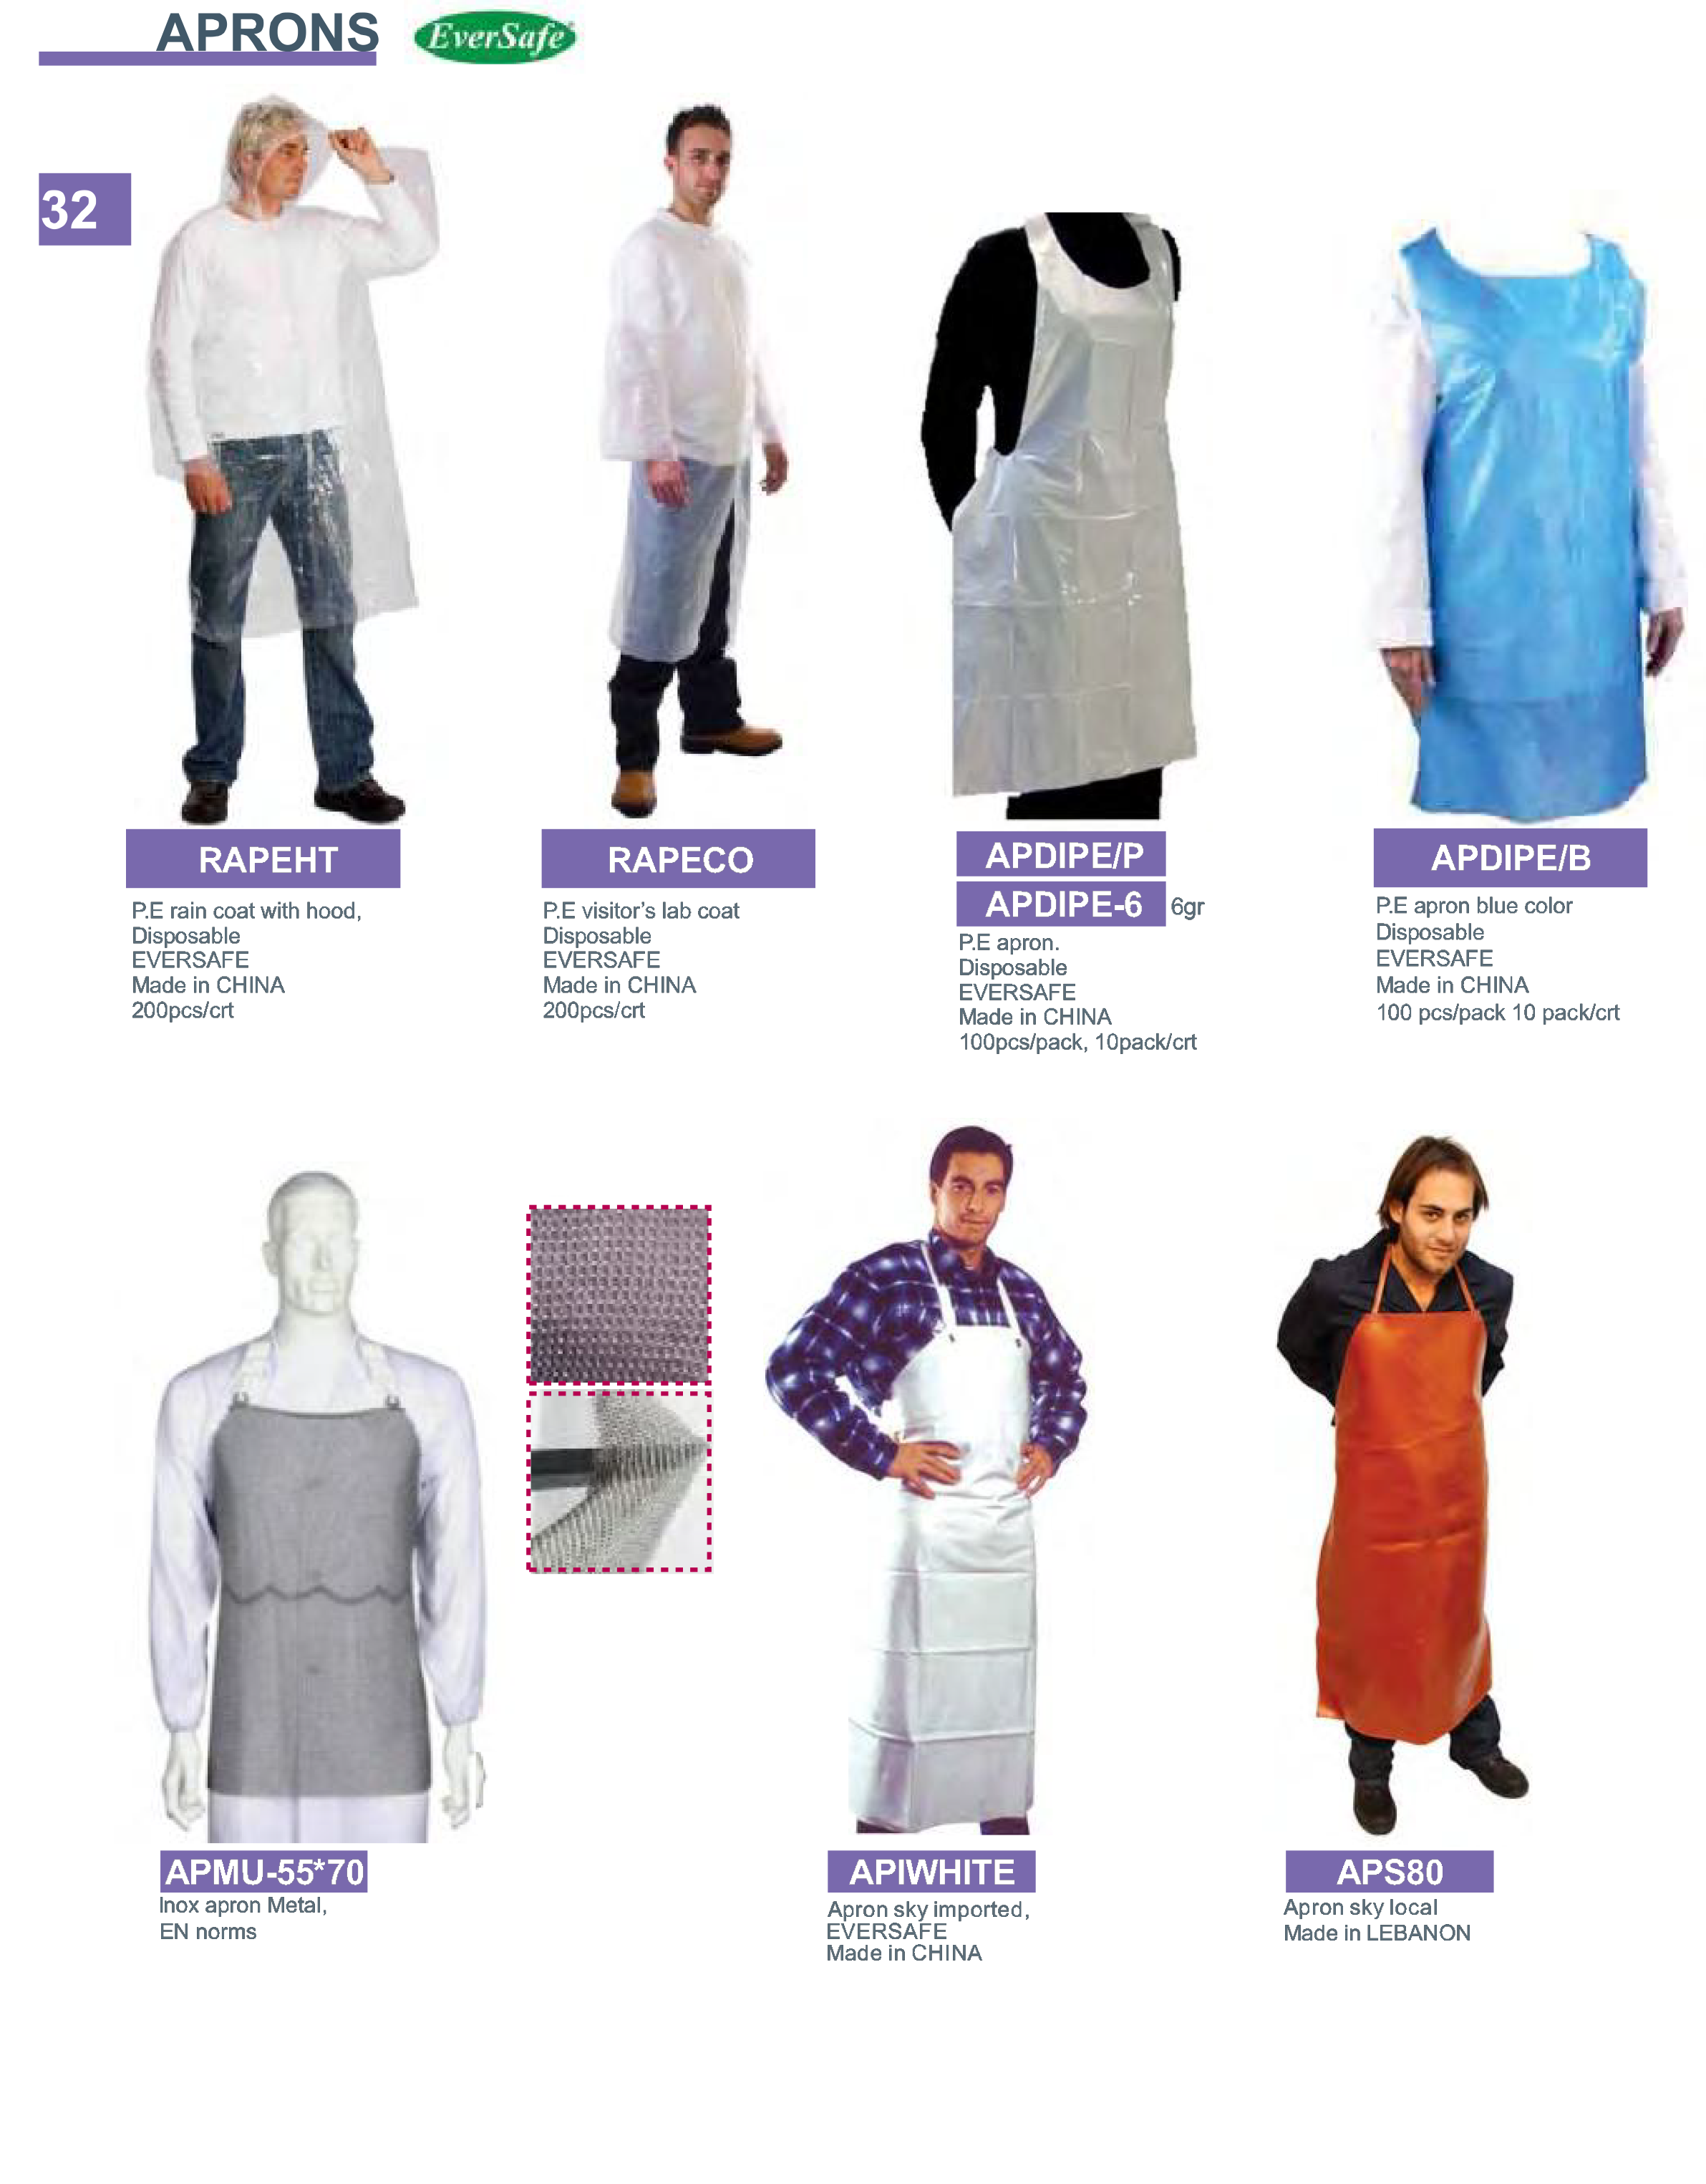 APRONS
EverSafe
32
RAPEHT
P.E rain coat with hood,
Disposable
EVERSAFE
Made in CHINA
200pcs/crt
RAPECO
P.E visitor's lab coat
Disposable
EVERSAFE
Made in CHINA
200pcs/crt
APDIPE/P
APDIPE-6 6gr
P.E apron.
Disposable
EVERSAFE
Made in CHINA
100pcs/pack, 10pack/crt
APDIPE/B
P.E apron blue color
Disposable
EVERSAFE
Made in CHINA
100 pcs/pack 10 pack/crt
APMU-55*70
Inox apron Metal,
EN norms
APIWHITE
Apron sky imported,
EVERSAFE
Made in CHINA
APS80
Apron sky local
Made in LEBANON